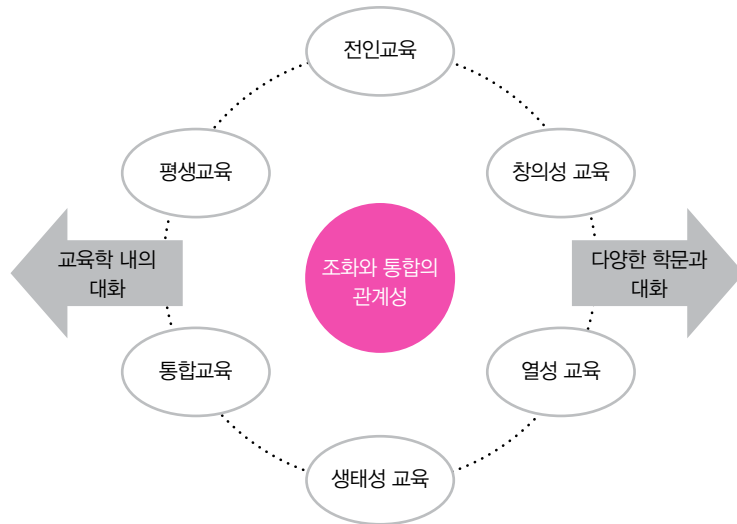 전인교육
평생교육
창의성 교육
교육학 내의
대화
조화와 통합의
관계성
다양한 학문과
대화
통합교육
열성 교육
생태성 교육